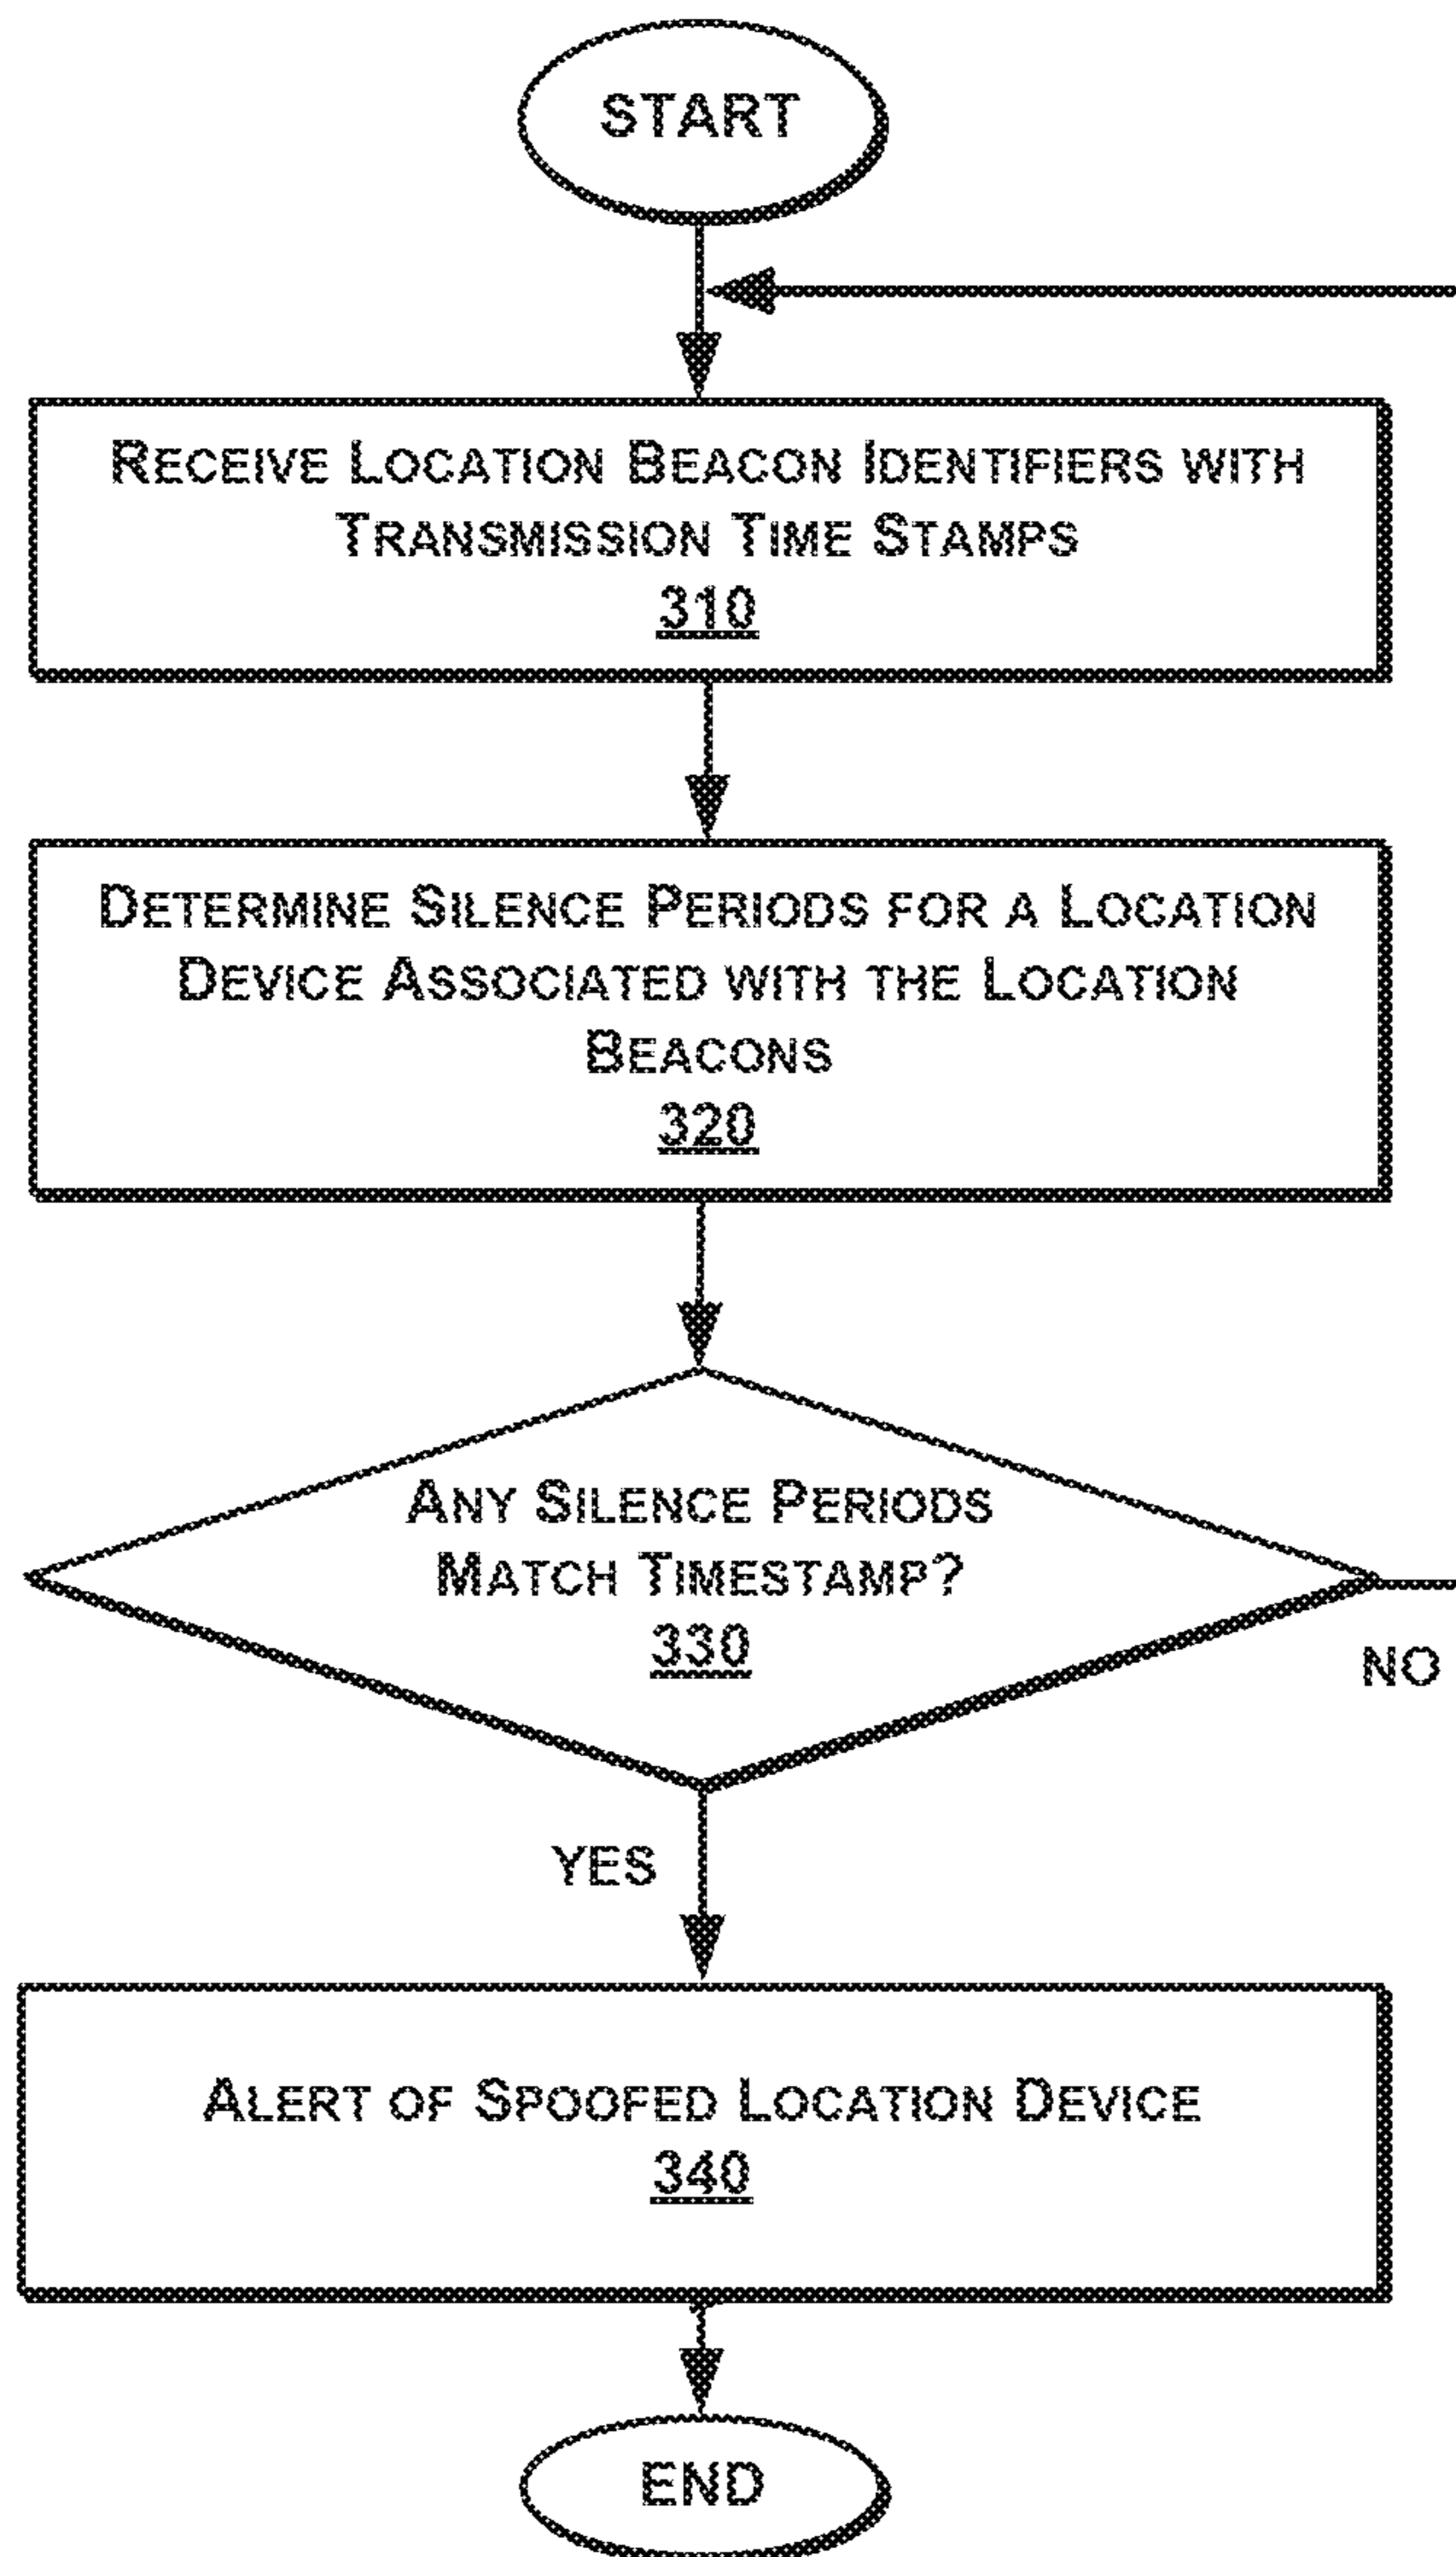 START
RECEIVE LOCATION BEACON IDENTIFIERS WITH
TRANSMISSION TIME STAMPS
310
DETERMINE SILENCE PERIODS FOR A LOCATION
DEVICE ASSOCIATED WITH THE LOCATION
BEACONS
320
ANY SILENCE PERIODS
MATCH TIMESTAMP?
330
NO
YES
ALERT OF SPOOFED LOCATION DEVICE
340
END